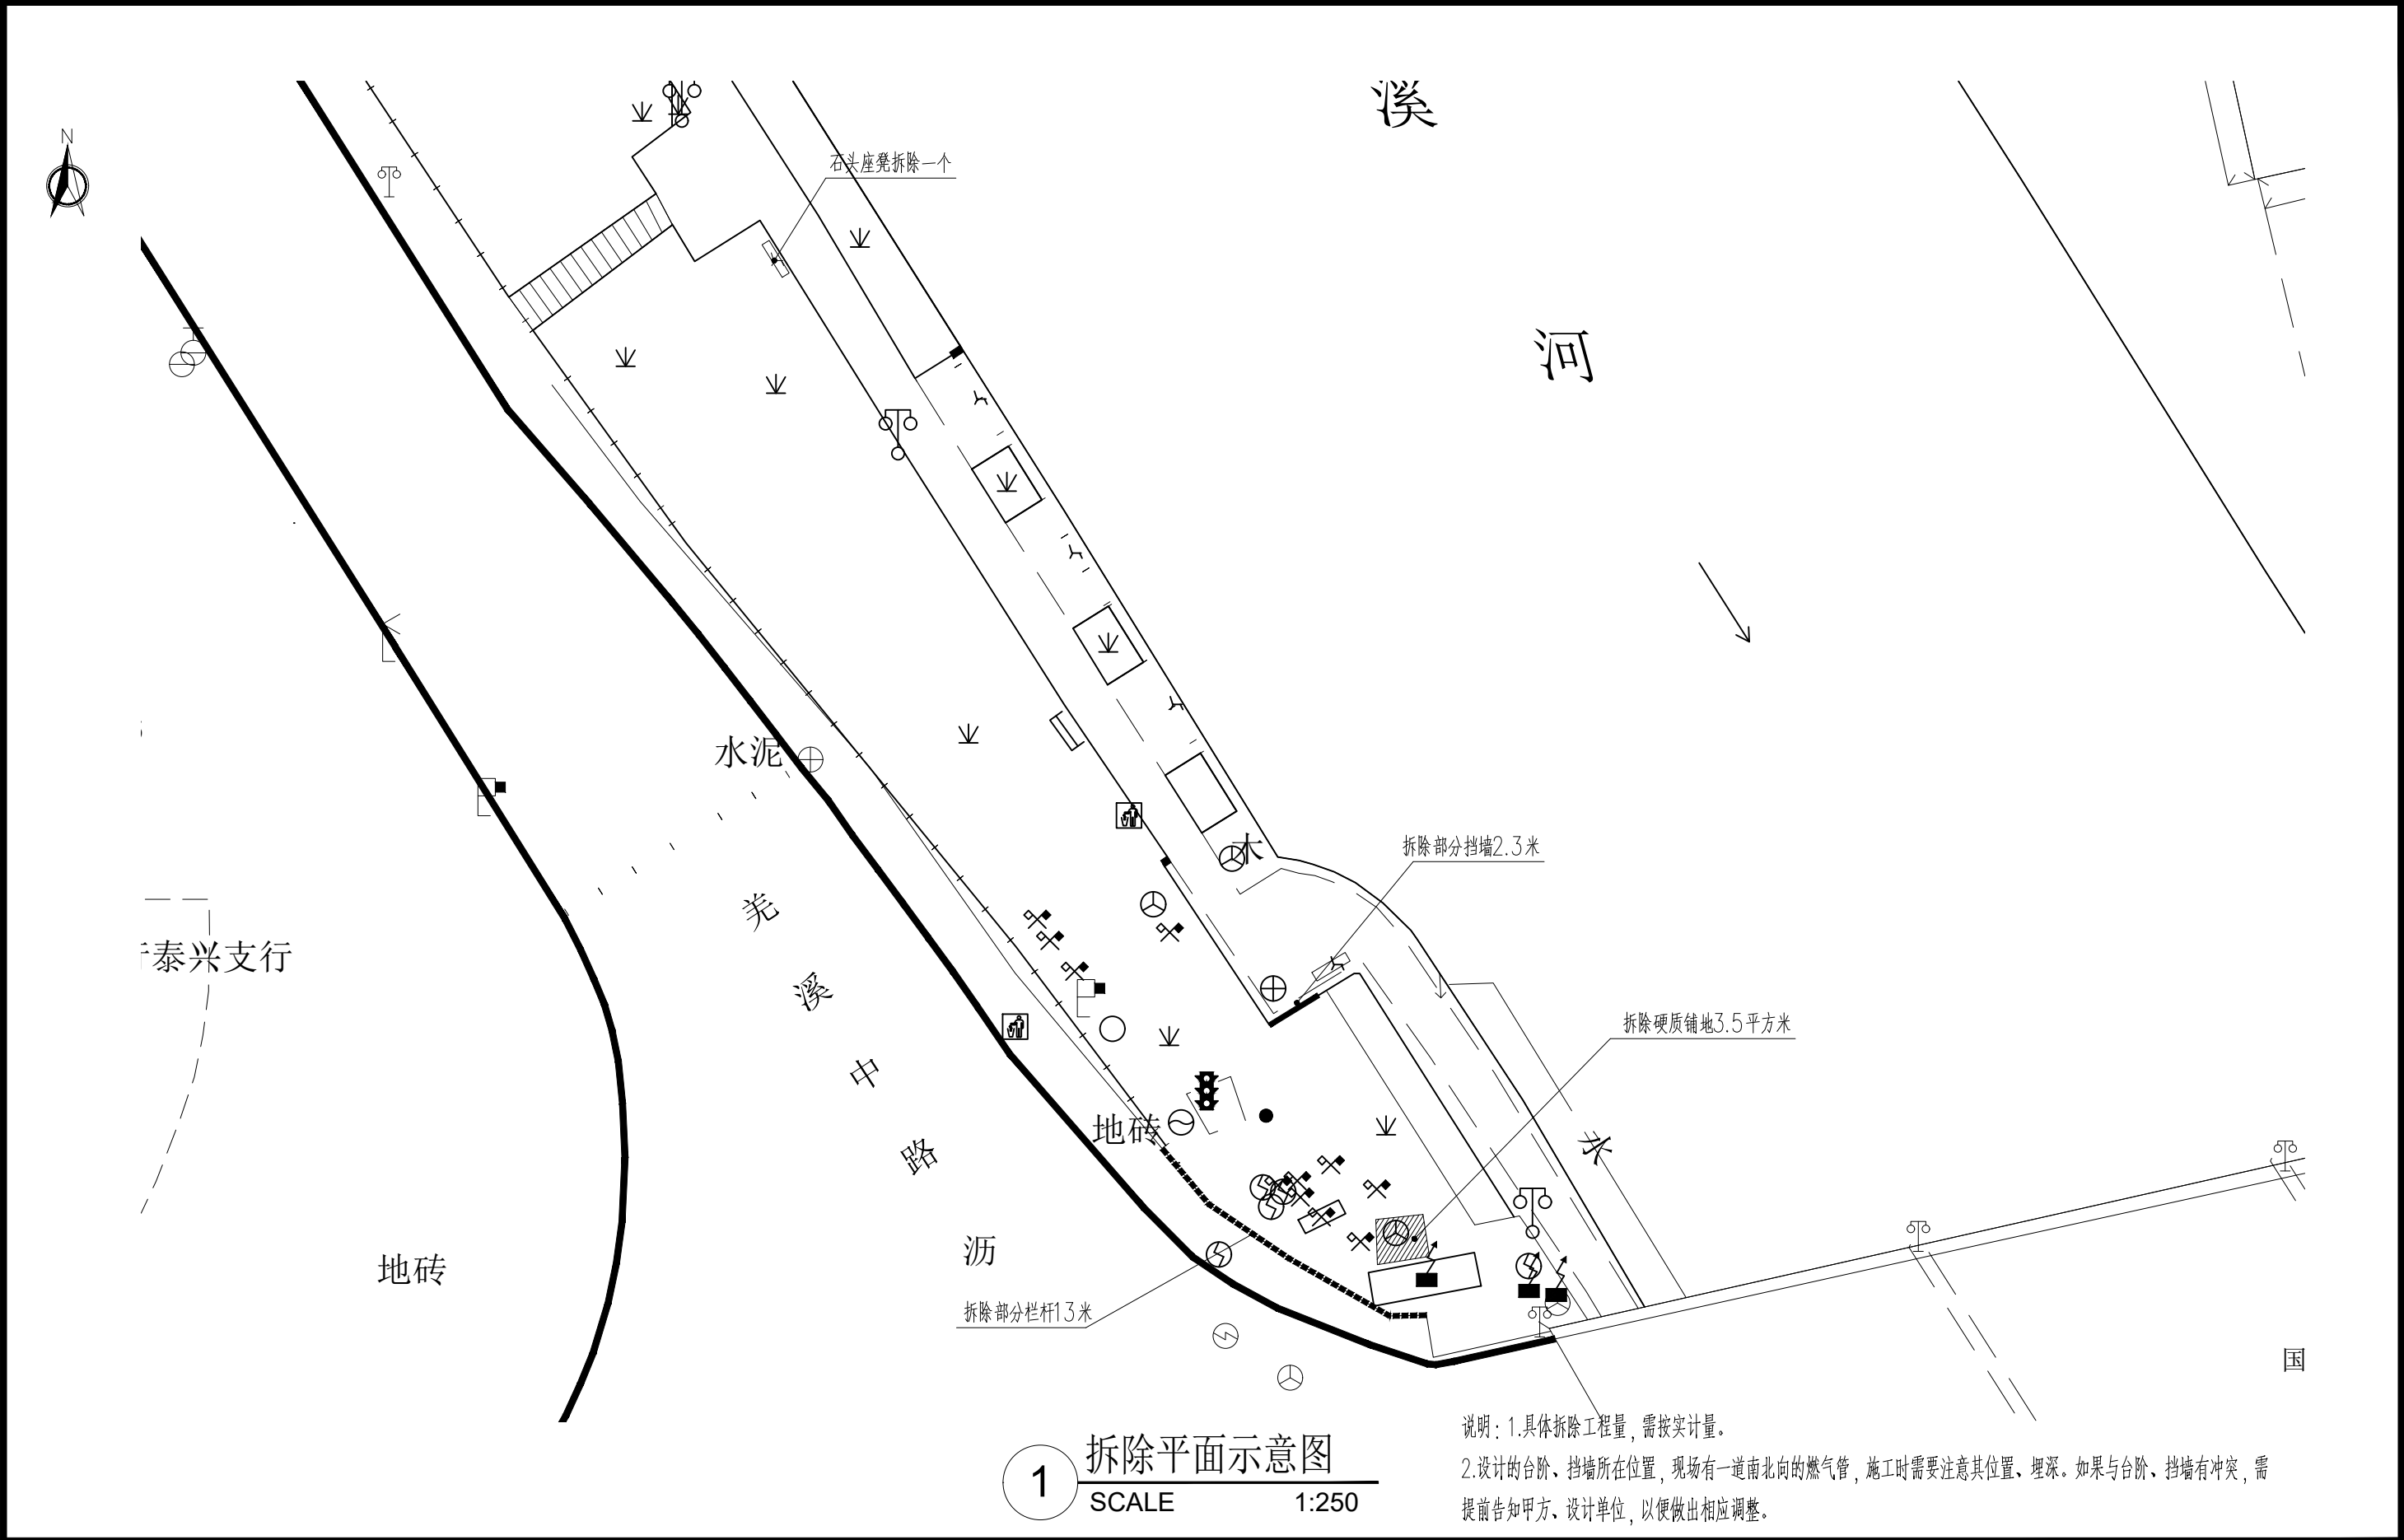 溪
N
石头座凳拆除一个
河
水泥
木
拆除部分挡墙2.3米
羌
泰兴支行
溪
拆除硬质铺地3.5平方米
中
地砖
水
路
沥
地砖
拆除部分栏杆13米
国
说明：1.具体拆除工程量，需按实计量。
2.设计的台阶、挡墙所在位置，现场有一道南北向的燃气管，施工时需要注意其位置、埋深。如果与台阶、挡墙有冲突，需
提前告知甲方、设计单位，以便做出相应调整。
1
拆除平面示意图
SCALE 1:250